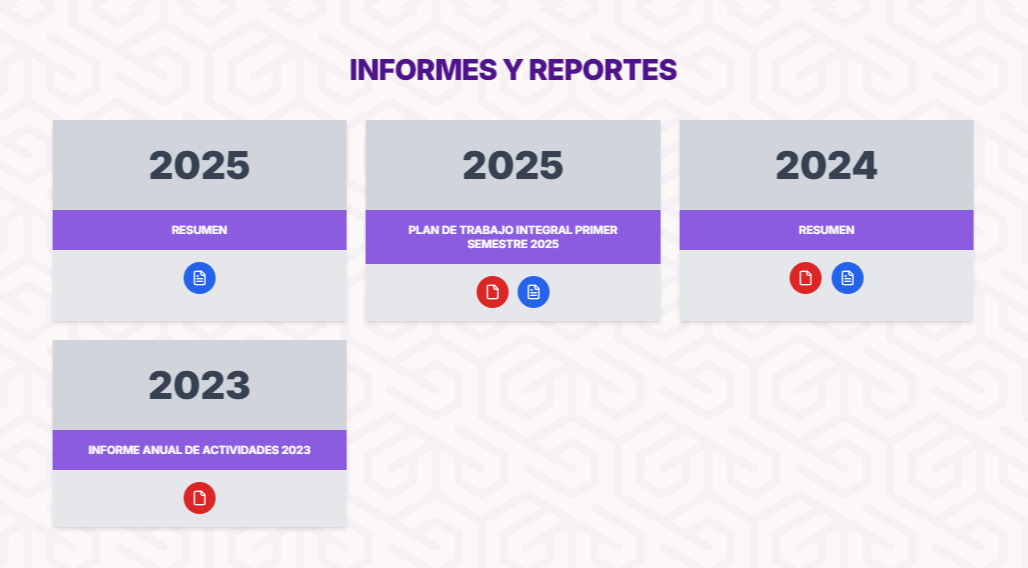 INFORMES Y REPORTES
2025
RESUMEN
2025
PLAN DE TRABAJO INTEGRAL PRIMER
SEMESTRE 2025
2024
RESUMEN
2023
INFORME ANUAL DE ACTIVIDADES 2023